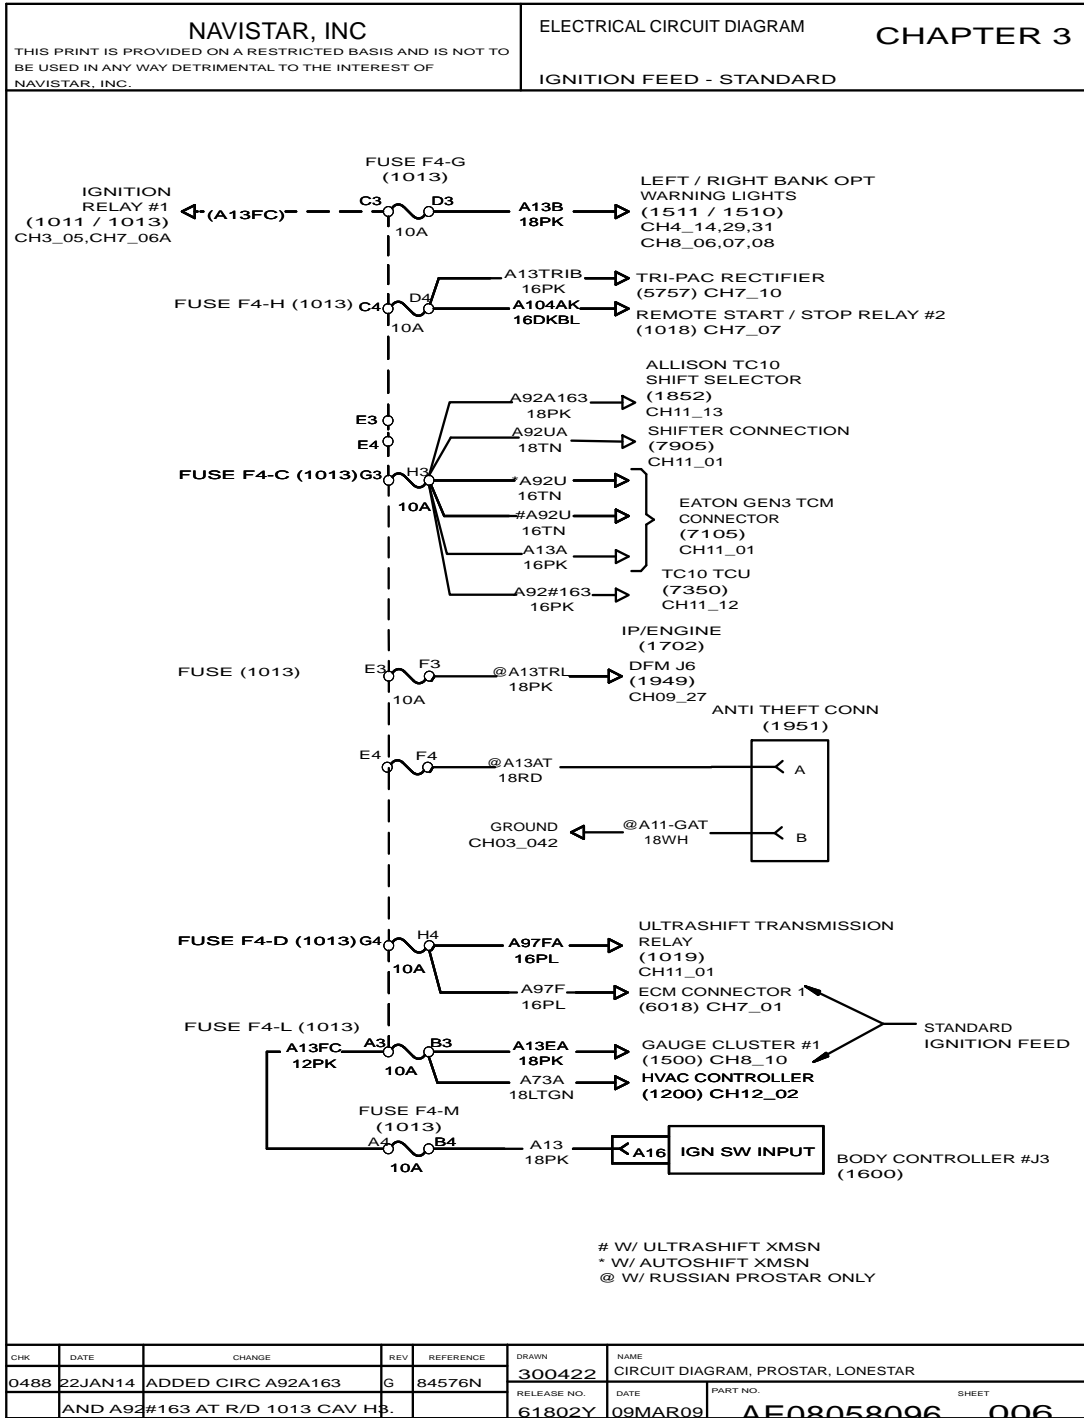 NAVISTAR, INC
THIS PRINT IS PROVIDED ON A RESTRICTED BASIS AND IS NOT TO
BE USED IN ANY WAY DETRIMENTAL TO THE INTEREST OF
NAVISTAR, INC.
ELECTRICAL CIRCUIT DIAGRAM
CHAPTER 3
IGNITION FEED - STANDARD
FUSE F4-G
(1013)
IGNITION
RELAY #1
(1011 / 1013)
CH3_05,CH7_06A
(A13FC)
C3
D3
10A
A13B
18PK
LEFT / RIGHT BANK OPT
WARNING LIGHTS
(1511 / 1510)
CH4_14,29,31
CH8_06,07,08
FUSE F4-H (1013)
C4
D4
10A
A13TRIB
16PK
TRI-PAC RECTIFIER
(5757) CH7_10
A104AK
16DKBL
REMOTE START / STOP RELAY #2
(1018) CH7_07
E3
E4
FUSE F4-C (1013)
G3
H3
10A
A92A163
18PK
ALLISON TC10
SHIFT SELECTOR
(1852)
CH11_13
A92UA
18TN
SHIFTER CONNECTION
(7905)
CH11_01
*A92U
16TN
#A92U
16TN
A13A
16PK
EATON GEN3 TCM
CONNECTOR
(7105)
CH11_01
A92#163
16PK
TC10 TCU
(7350)
CH11_12
FUSE (1013)
E3
F3
10A
@A13TRL
18PK
IP/ENGINE
(1702)
DFM J6
(1949)
CH09_27
ANTI THEFT CONN
(1951)
E4
F4
@A13AT
18RD
A
GROUND
CH03_042
@A11-GAT
18WH
B
FUSE F4-D (1013)
G4
H4
10A
A97FA
16PL
ULTRASHIFT TRANSMISSION
RELAY
(1019)
CH11_01
A97F
16PL
ECM CONNECTOR 1
(6018) CH7_01
STANDARD
IGNITION FEED
FUSE F4-L (1013)
A13FC
12PK
A3
B3
10A
A13EA
18PK
GAUGE CLUSTER #1
(1500) CH8_10
A73A
18LTGN
HVAC CONTROLLER
(1200) CH12_02
FUSE F4-M
(1013)
A4
B4
10A
A13
18PK
A16
IGN SW INPUT
BODY CONTROLLER #J3
(1600)
# W/ ULTRASHIFT XMSN
* W/ AUTOSHIFT XMSN
@ W/ RUSSIAN PROSTAR ONLY
CHK DATE CHANGE REV REFERENCE
0488 22JAN14 ADDED CIRC A92A163 G 84576N
AND A92#163 AT R/D 1013 CAV H3.
DRAWN
300422
NAME
CIRCUIT DIAGRAM, PROSTAR, LONESTAR
RELEASE NO.
61802Y
DATE
09MAR09
PART NO.
AE08058096
SHEET
006